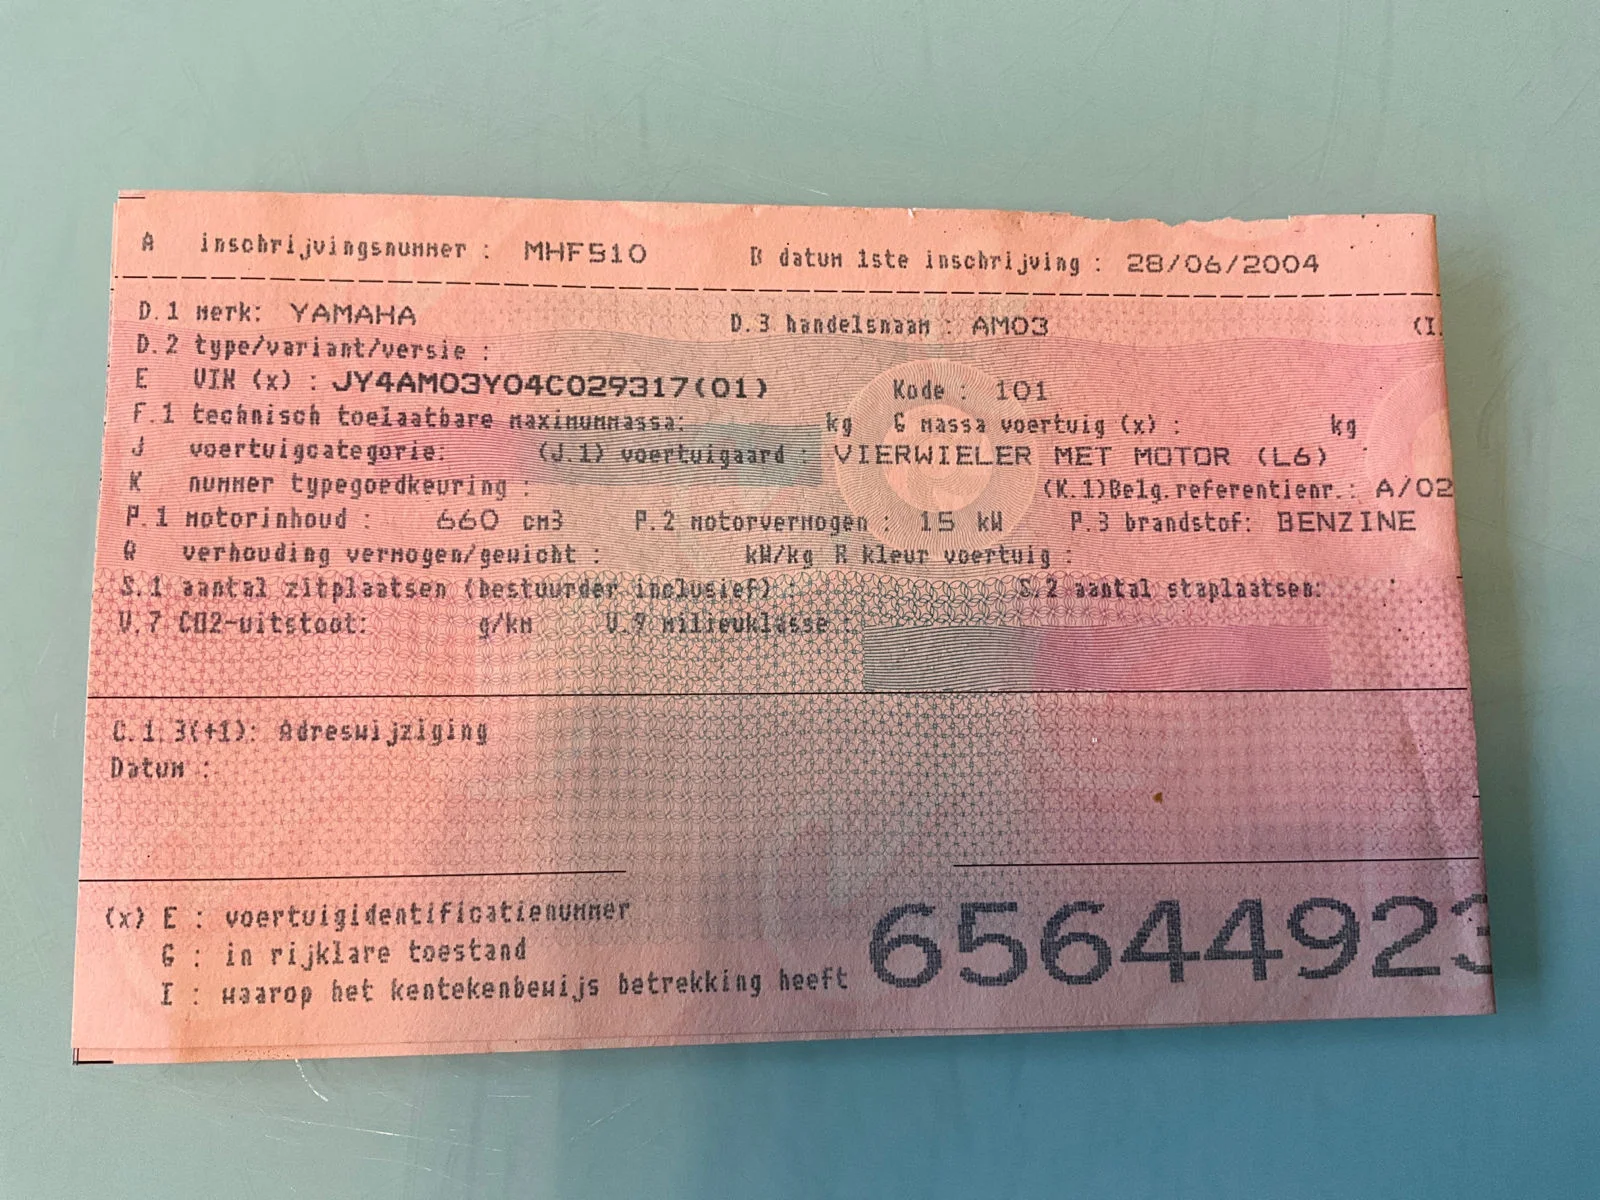 A inschrijvingsnummer : MHF510 B datum 1ste inschrijving : 28/06/2004
D.1 merk: YAMAHA D.3 handelsnaam : AM03 (I.
D.2 type/variant/versie :
E VIN (x) : JY4AM03Y04C029317(01) Kode : 101
F.1 technisch toelaatbare maximummassa: kg G massa voertuig (x) : kg
J voertuigcategorie: (J.1) voertuigaard : VIERWIELER MET MOTOR (L6)
K nummer typegoedkeuring : (K.1)Belg.referentienr.: A/02
P.1 motorinhoud : 660 cm3 P.2 motorvermogen : 15 kW P.3 brandstof: BENZINE
Q verhouding vermogen/gewicht : kW/kg R kleur voertuig :
S.1 aantal zitplaatsen (bestuurder inclusief) : S.2 aantal staplaatsen:
V.7 CO2-uitstoot: g/km V.9 milieuklasse :
C.1.3(+1): Adreswijziging
Datum :
(x) E : voertuigidentificatienummer
G : in rijklare toestand
I : waarop het kentekenbewijs betrekking heeft
65644923